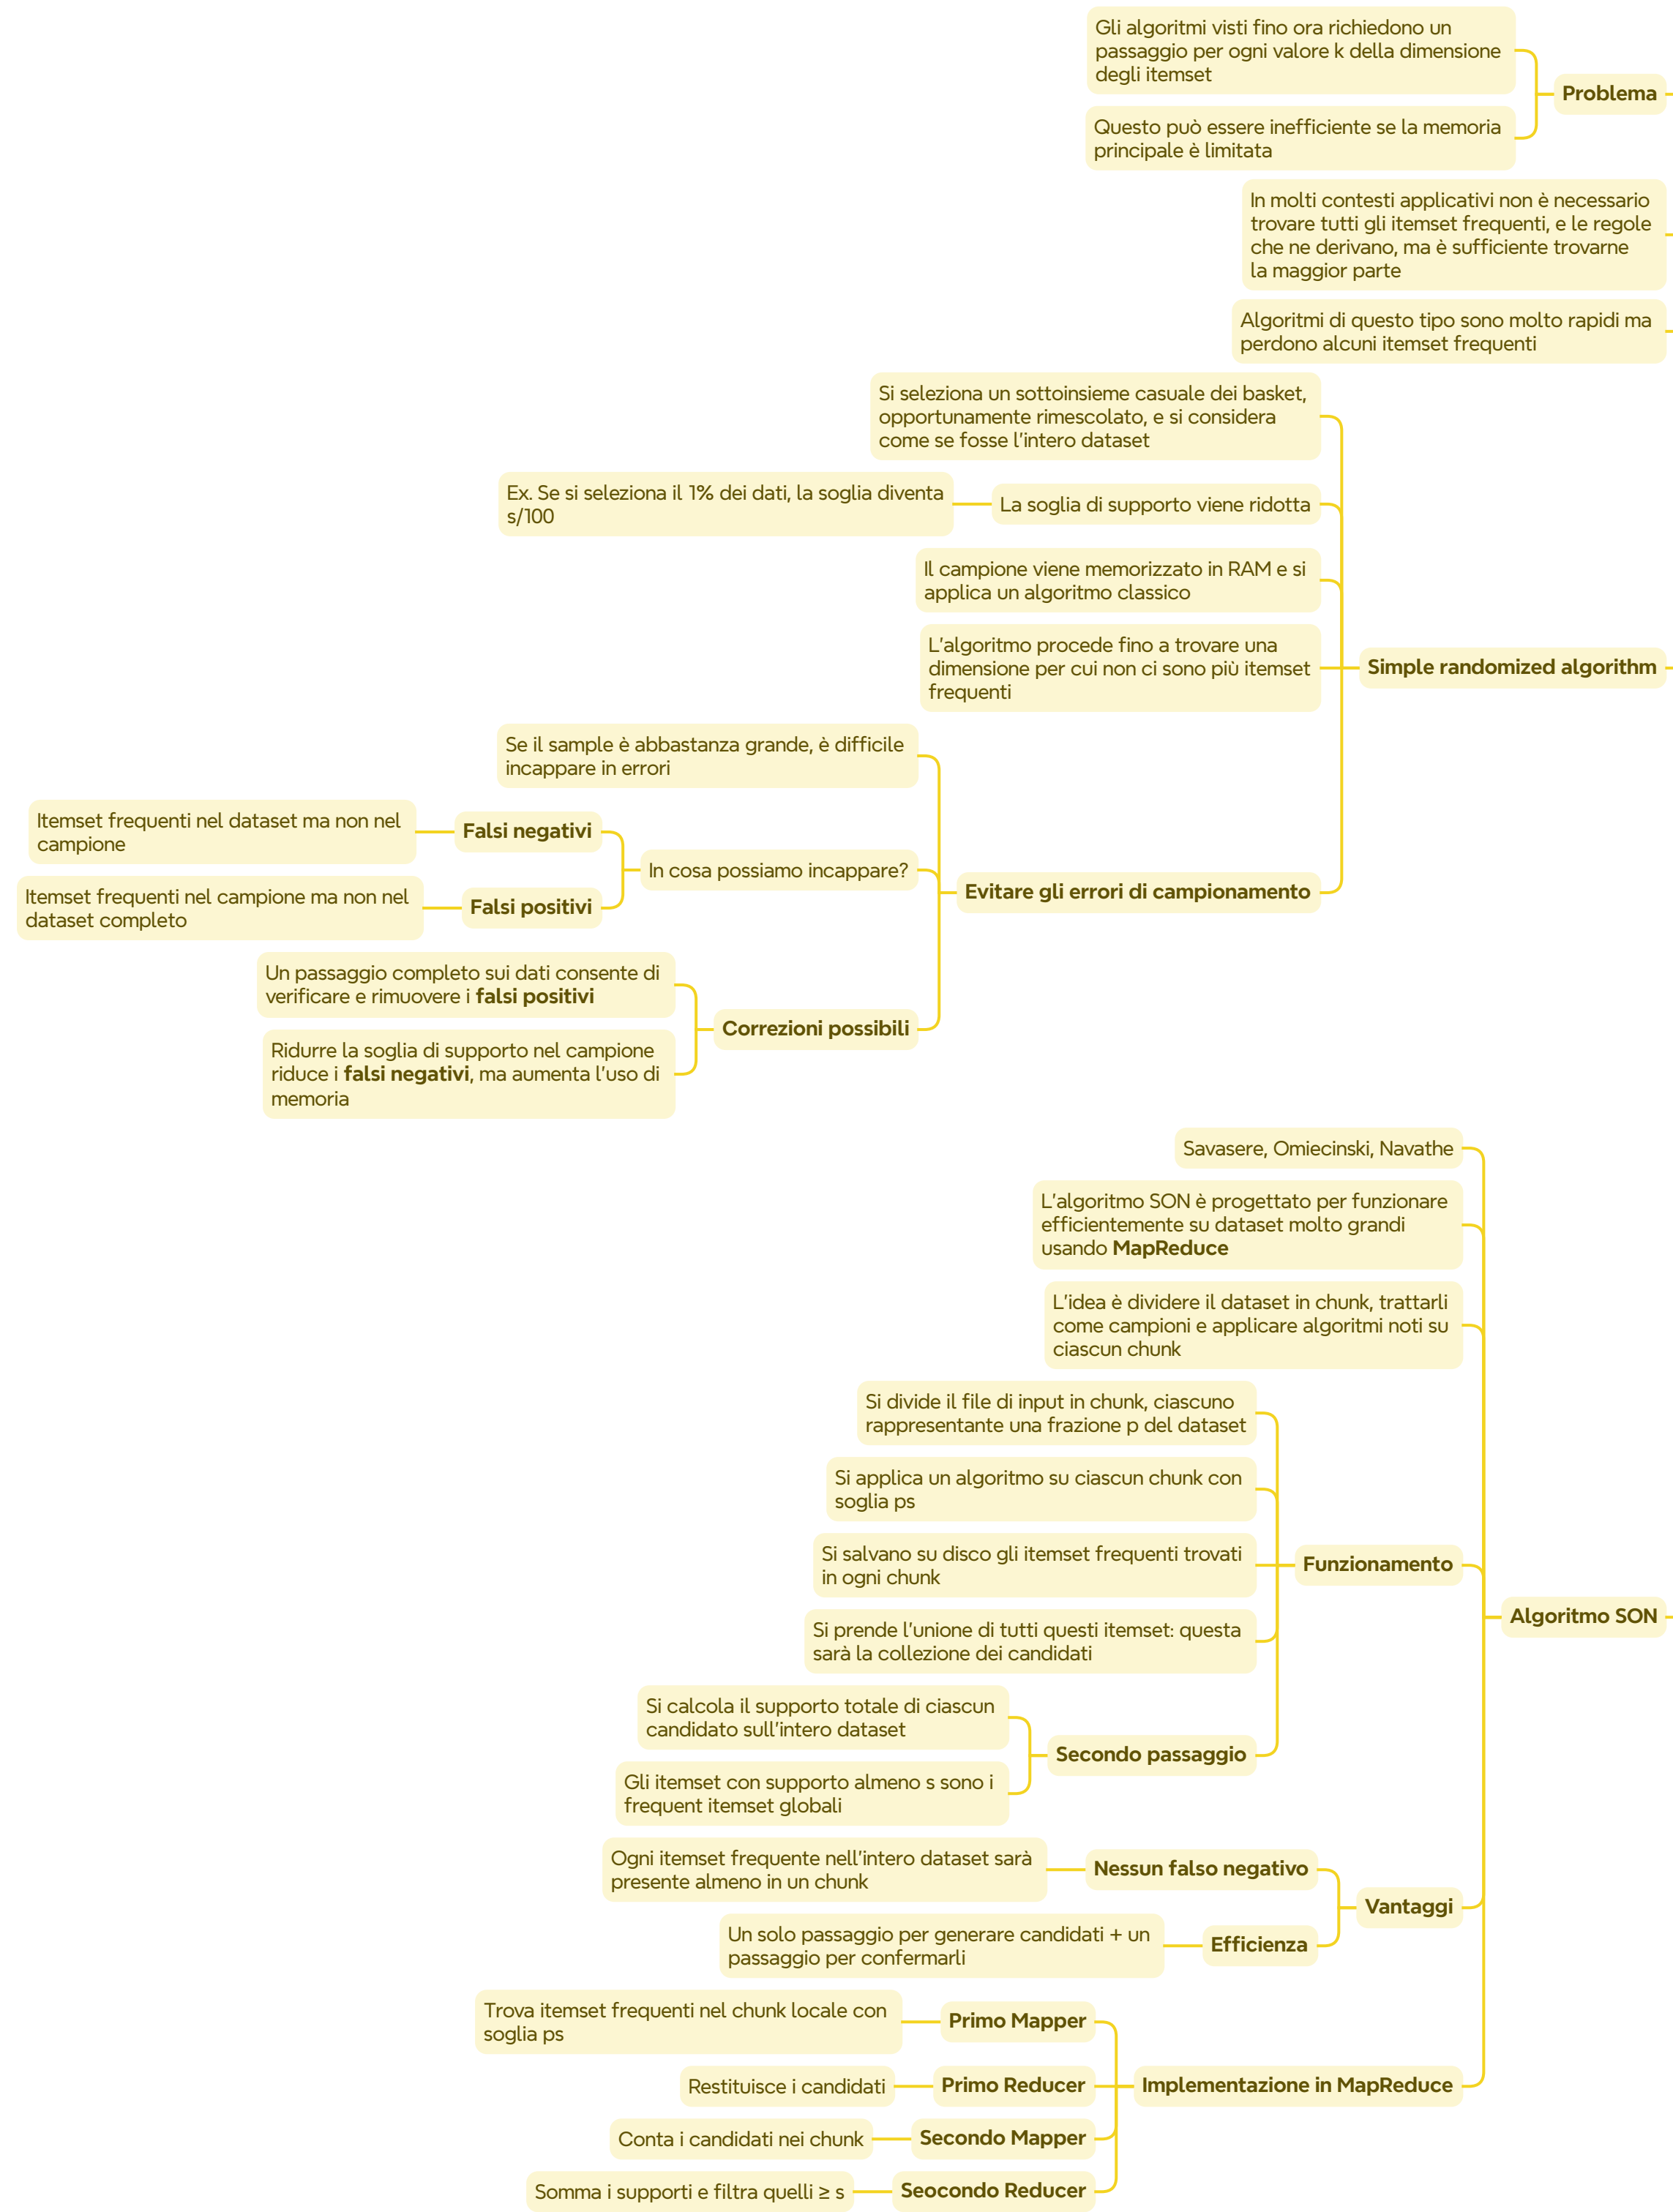 Gli algoritmi visti fino ora richiedono un
passaggio per ogni valore k della dimensione
degli itemset
Problema
Questo può essere inefficiente se la memoria
principale è limitata
In molti contesti applicativi non è necessario
trovare tutti gli itemset frequenti, e le regole
che ne derivano, ma è sufficiente trovarne
la maggior parte
Algoritmi di questo tipo sono molto rapidi ma
perdono alcuni itemset frequenti
Si seleziona un sottoinsieme casuale dei basket,
opportunamente rimescolato, e si considera
come se fosse l'intero dataset
Ex. Se si seleziona il 1% dei dati, la soglia diventa
s/100
La soglia di supporto viene ridotta
Il campione viene memorizzato in RAM e si
applica un algoritmo classico
L'algoritmo procede fino a trovare una
dimensione per cui non ci sono più itemset
frequenti
Simple randomized algorithm
Se il sample è abbastanza grande, è difficile
incappare in errori
Itemset frequenti nel dataset ma non nel
campione
Falsi negativi
In cosa possiamo incappare?
Itemset frequenti nel campione ma non nel
dataset completo
Falsi positivi
Evitare gli errori di campionamento
Un passaggio completo sui dati consente di
verificare e rimuovere i falsi positivi
Correzioni possibili
Ridurre la soglia di supporto nel campione
riduce i falsi negativi, ma aumenta l'uso di
memoria
Savasere, Omiecinski, Navathe
L'algoritmo SON è progettato per funzionare
efficientemente su dataset molto grandi
usando MapReduce
L'idea è dividere il dataset in chunk, trattarli
come campioni e applicare algoritmi noti su
ciascun chunk
Si divide il file di input in chunk, ciascuno
rappresentante una frazione p del dataset
Si applica un algoritmo su ciascun chunk con
soglia ps
Si salvano su disco gli itemset frequenti trovati
in ogni chunk
Funzionamento
Si prende l'unione di tutti questi itemset: questa
sarà la collezione dei candidati
Algoritmo SON
Si calcola il supporto totale di ciascun
candidato sull'intero dataset
Secondo passaggio
Gli itemset con supporto almeno s sono i
frequent itemset globali
Ogni itemset frequente nell'intero dataset sarà
presente almeno in un chunk
Nessun falso negativo
Vantaggi
Un solo passaggio per generare candidati + un
passaggio per confermarli
Efficienza
Trova itemset frequenti nel chunk locale con
soglia ps
Primo Mapper
Restituisce i candidati
Primo Reducer
Implementazione in MapReduce
Conta i candidati nei chunk
Secondo Mapper
Somma i supporti e filtra quelli ≥ s
Seocondo Reducer